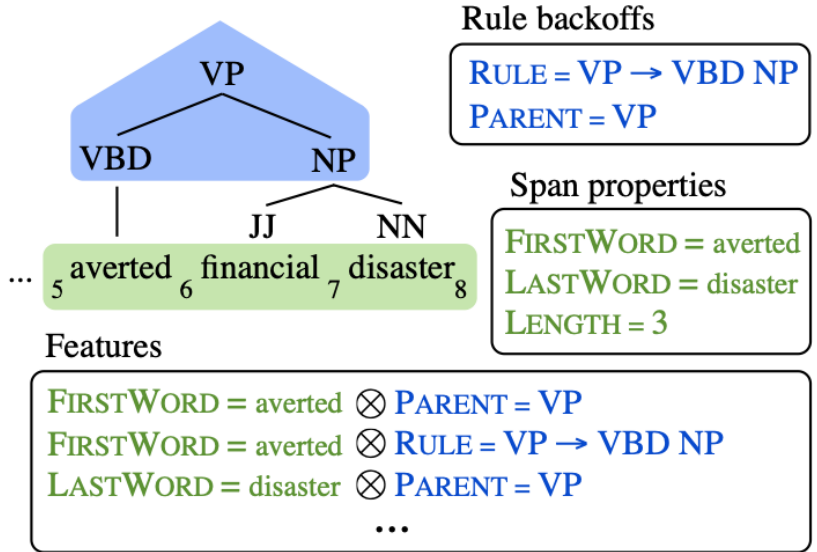 Rule backoffs
RULE = VP → VBD NP
PARENT = VP
VP
VBD NP
JJ NN
... 5 averted 6 financial 7 disaster 8
Span properties
FIRSTWORD = averted
LASTWORD = disaster
LENGTH = 3
Features
FIRSTWORD = averted ⊗ PARENT = VP
FIRSTWORD = averted ⊗ RULE = VP → VBD NP
LASTWORD = disaster ⊗ PARENT = VP
...